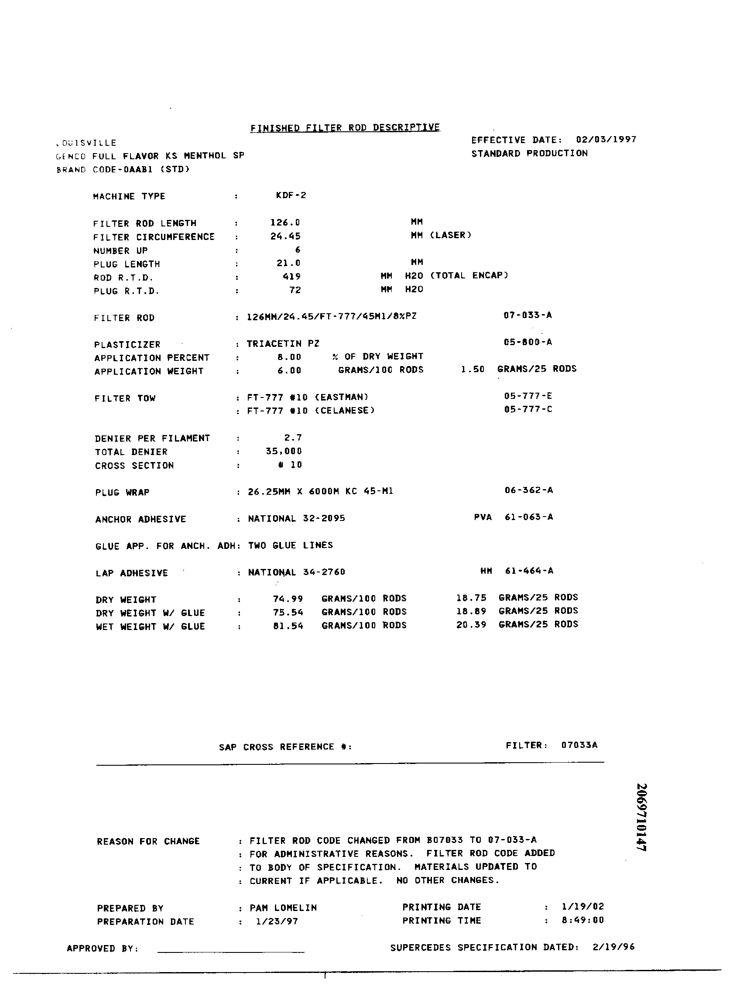 FINISHED FILTER ROD DESCRIPTIVE
LOUISVILLE EFFECTIVE DATE: 02/03/1997
GENCO FULL FLAVOR KS MENTHOL SP STANDARD PRODUCTION
BRAND CODE-0AAB1 (STD)
MACHINE TYPE : KDF-2
FILTER ROD LENGTH : 126.0 MM
FILTER CIRCUMFERENCE : 24.45 MM (LASER)
NUMBER UP : 6
PLUG LENGTH : 21.0 MM
ROD R.T.D. : 419 MM H2O (TOTAL ENCAP)
PLUG R.T.D. : 72 MM H2O
FILTER ROD : 126MM/24.45/FT-777/45M1/8%PZ 07-033-A
PLASTICIZER : TRIACETIN PZ 05-800-A
APPLICATION PERCENT : 8.00 % OF DRY WEIGHT
APPLICATION WEIGHT : 6.00 GRAMS/100 RODS 1.50 GRAMS/25 RODS
FILTER TOW : FT-777 #10 (EASTMAN) 05-777-E
: FT-777 #10 (CELANESE) 05-777-C
DENIER PER FILAMENT : 2.7
TOTAL DENIER : 35,000
CROSS SECTION : # 10
PLUG WRAP : 26.25MM X 6000M KC 45-M1 06-362-A
ANCHOR ADHESIVE : NATIONAL 32-2095 PVA 61-063-A
GLUE APP. FOR ANCH. ADH: TWO GLUE LINES
LAP ADHESIVE : NATIONAL 34-2760 HM 61-464-A
DRY WEIGHT : 74.99 GRAMS/100 RODS 18.75 GRAMS/25 RODS
DRY WEIGHT W/ GLUE : 75.54 GRAMS/100 RODS 18.89 GRAMS/25 RODS
WET WEIGHT W/ GLUE : 81.54 GRAMS/100 RODS 20.39 GRAMS/25 RODS
SAP CROSS REFERENCE #: FILTER: 07033A
2069710147
REASON FOR CHANGE : FILTER ROD CODE CHANGED FROM B07033 TO 07-033-A
: FOR ADMINISTRATIVE REASONS. FILTER ROD CODE ADDED
: TO BODY OF SPECIFICATION. MATERIALS UPDATED TO
: CURRENT IF APPLICABLE. NO OTHER CHANGES.
PREPARED BY : PAM LOMELIN PRINTING DATE : 1/19/02
PREPARATION DATE : 1/23/97 PRINTING TIME : 8:49:00
APPROVED BY: SUPERCEDES SPECIFICATION DATED: 2/19/96